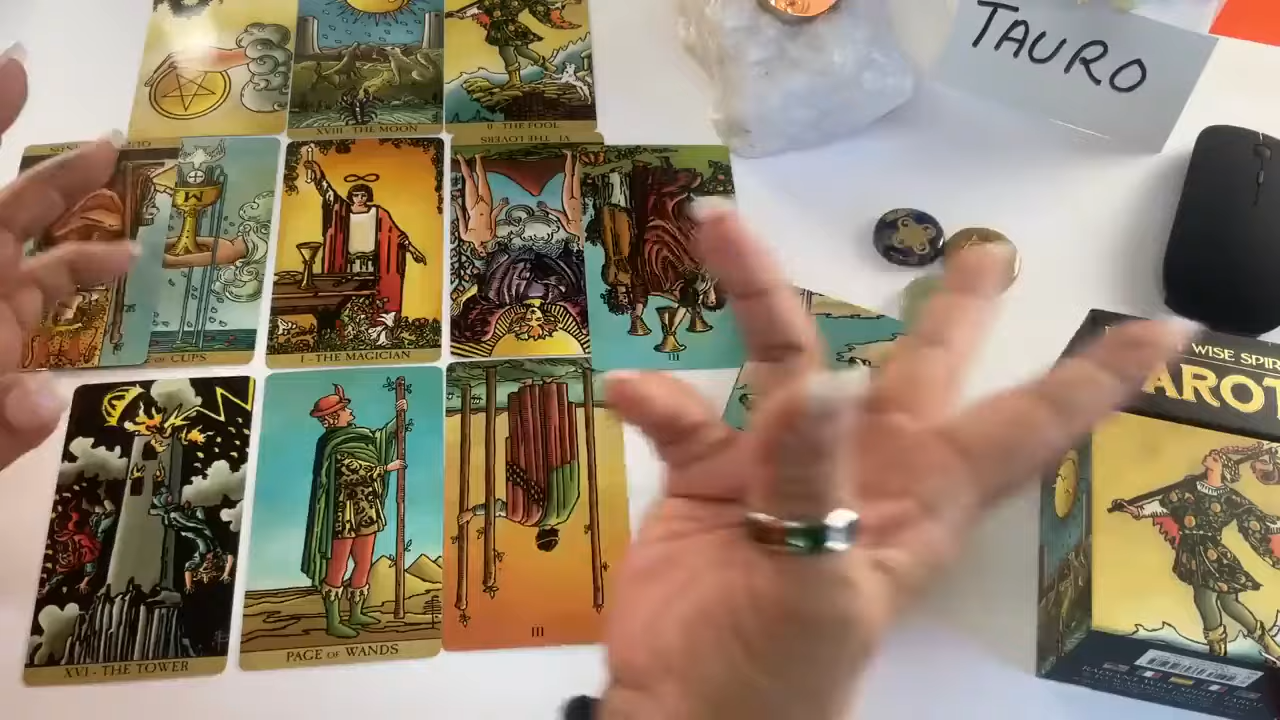 TAURO
XVIII · THE MOON
0 · THE FOOL
VI · THE LOVERS
OF CUPS
I - THE MAGICIAN
III
WISE SPIR
AROT
XVI - THE TOWER
PAGE OF WANDS
III